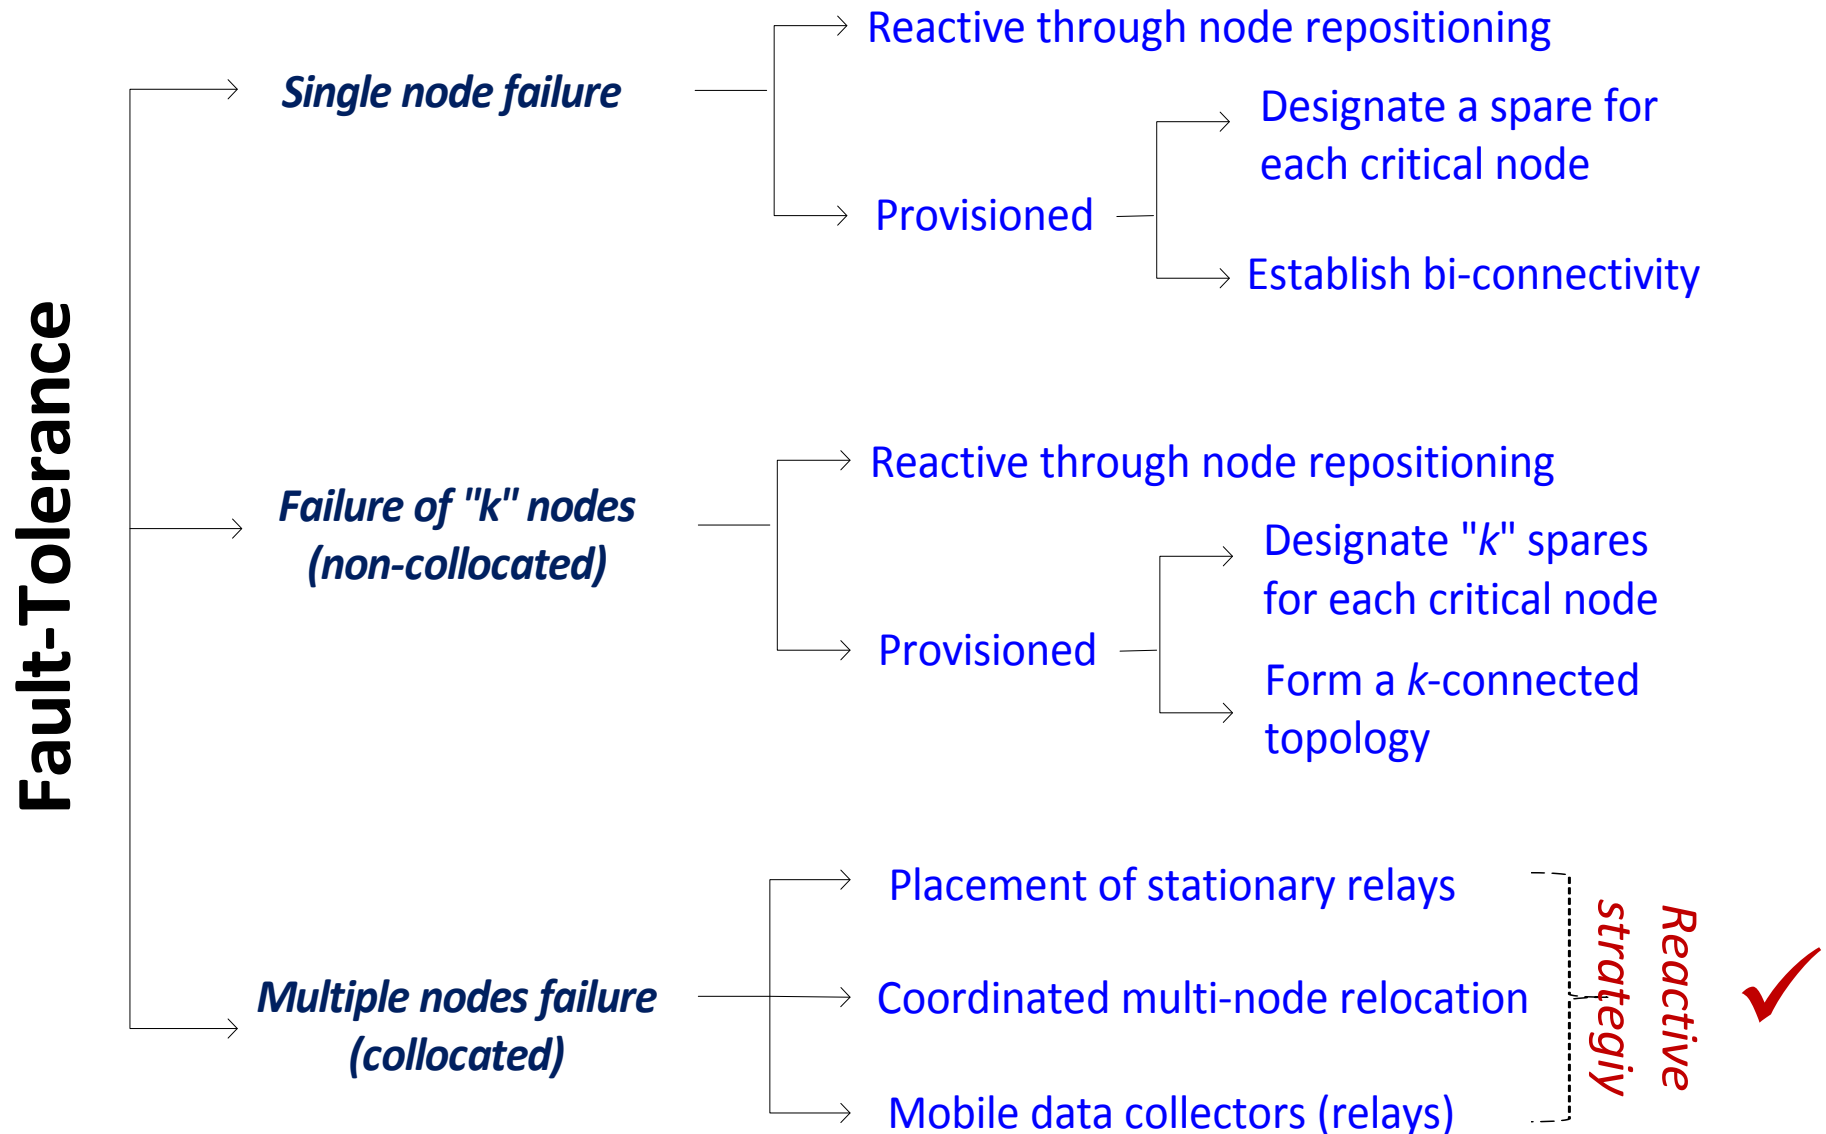 Fault-Tolerance
Single node failure
Reactive through node repositioning
Provisioned
Designate a spare for
each critical node
Establish bi-connectivity
Failure of "k" nodes
(non-collocated)
Reactive through node repositioning
Provisioned
Designate "k" spares
for each critical node
Form a k-connected
topology
Multiple nodes failure
(collocated)
Placement of stationary relays
Coordinated multi-node relocation
Mobile data collectors (relays)
Reactive
strategiy